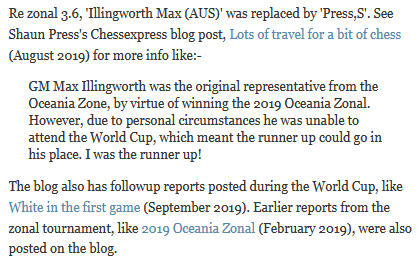 Re zonal 3.6, 'Illingworth Max (AUS)' was replaced by 'Press,S'. See
Shaun Press's Chessexpress blog post, Lots of travel for a bit of chess
(August 2019) for more info like:-
GM Max Illingworth was the original representative from the
Oceania Zone, by virtue of winning the 2019 Oceania Zonal.
However, due to personal circumstances he was unable to
attend the World Cup, which meant the runner up could go in
his place. I was the runner up!
The blog also has followup reports posted during the World Cup, like
White in the first game (September 2019). Earlier reports from the
zonal tournament, like 2019 Oceania Zonal (February 2019), were also
posted on the blog.